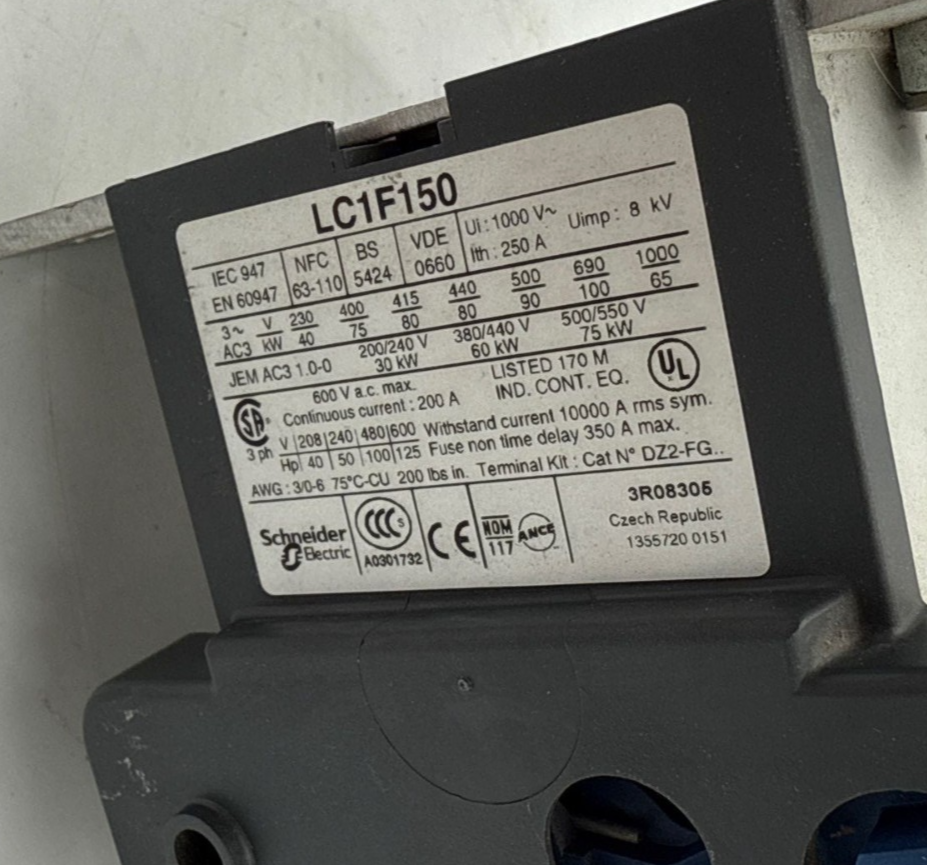 LC1F150
IEC 947 NFC BS VDE Ui : 1000 V~ Uimp : 8 kV
EN 60947 63-110 5424 0660 Ith : 250 A
3~ V 230 400 415 440 500 690 1000
AC3 kW 40 75 80 80 90 100 65
JEM AC3 1.0-0 200/240 V 380/440 V 500/550 V
30 kW 60 kW 75 kW
600 V a.c. max. LISTED 170 M
Continuous current : 200 A IND. CONT. EQ.
SA UL
3 ph V 208 240 480 600 Withstand current 10000 A rms sym.
Hp 40 50 100 125 Fuse non time delay 350 A max.
AWG : 3/0-6 75°C-CU 200 lbs in. Terminal Kit : Cat N° DZ2-FG..
Schneider CCC S CE NOM ANCE 3R08305
Electric A0301732 117 Czech Republic
1355720 0151